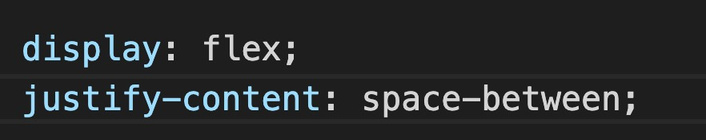 display: flex;
justify-content: space-between;